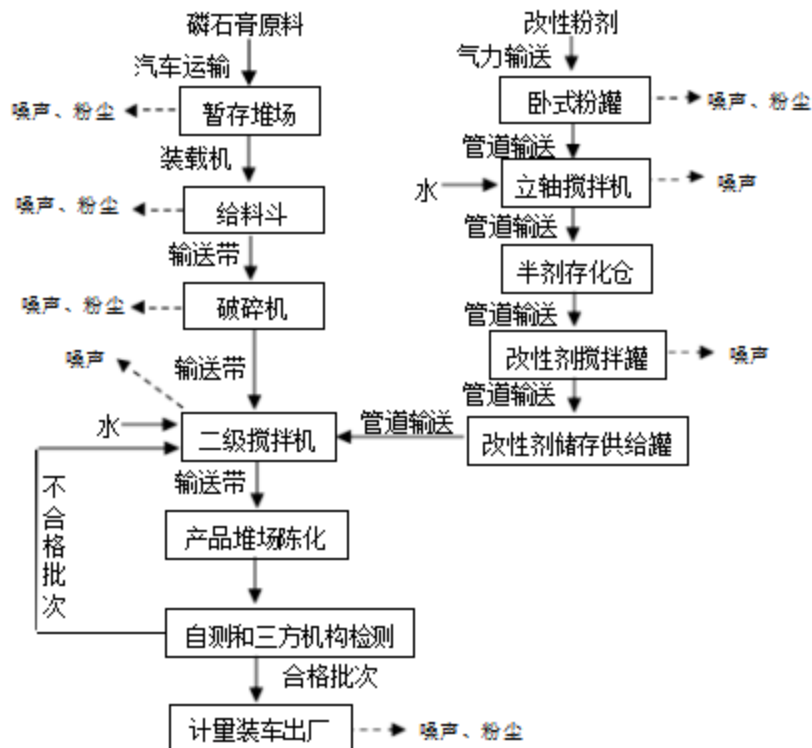 磷石膏原料
改性粉剂
汽车运输
气力输送
噪声、粉尘
暂存堆场
卧式粉罐
噪声、粉尘
装载机
管道输送
水
立轴搅拌机
噪声
噪声、粉尘
给料斗
管道输送
输送带
半剂存化仓
噪声、粉尘
破碎机
管道输送
噪声
输送带
改性剂搅拌罐
噪声
管道输送
水
二级搅拌机
管道输送
改性剂储存供给罐
输送带
不合格批次
产品堆场陈化
自测和三方机构检测
合格批次
计量装车出厂
噪声、粉尘